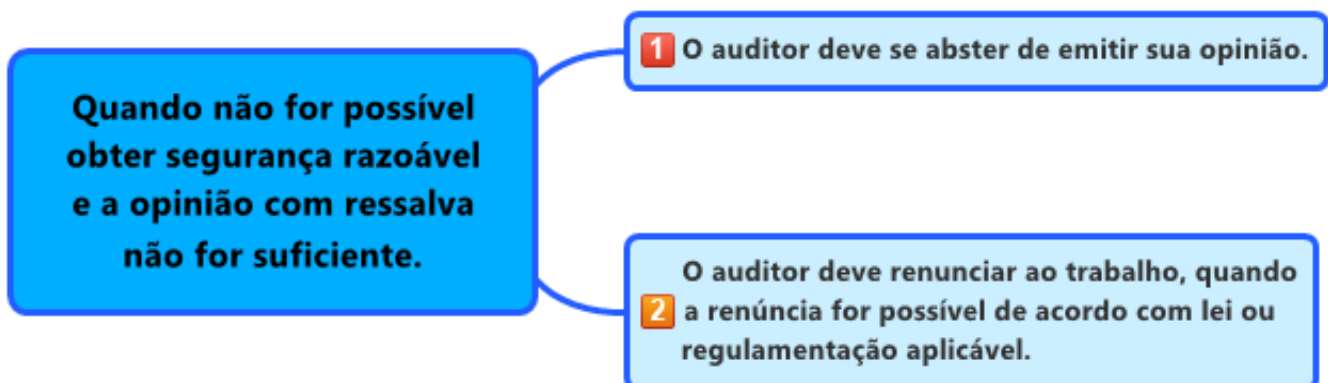 Quando não for possível
obter segurança razoável
e a opinião com ressalva
não for suficiente.
1 O auditor deve se abster de emitir sua opinião.
O auditor deve renunciar ao trabalho, quando
2 a renúncia for possível de acordo com lei ou
regulamentação aplicável.